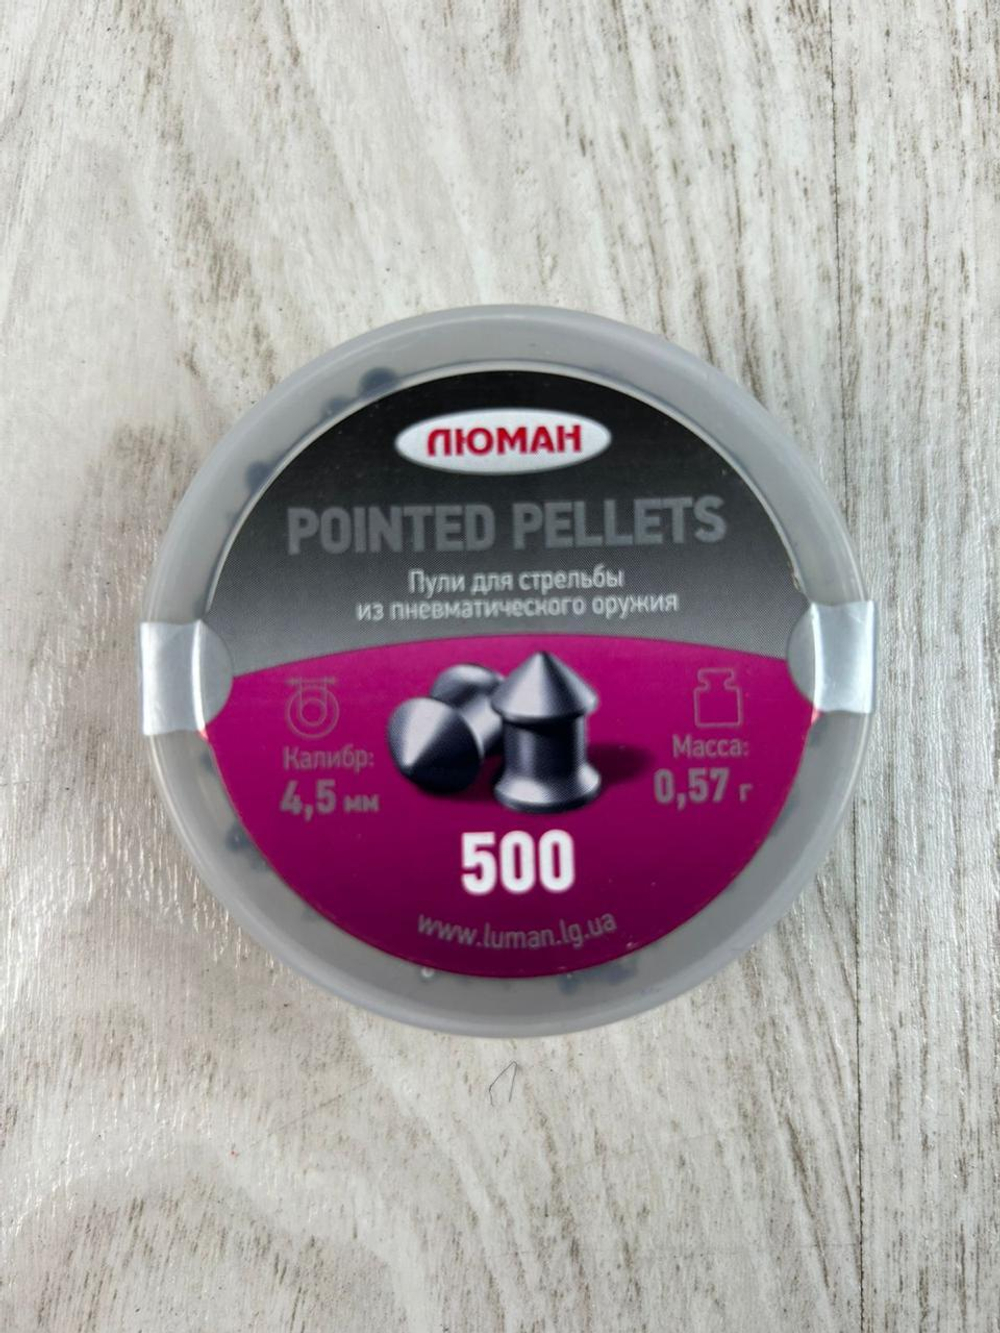 ЛЮМАН
POINTED PELLETS
Пули для стрельбы
из пневматического оружия
Калибр:
4,5 мм
Масса:
0,57 г
500
www.luman.lg.ua